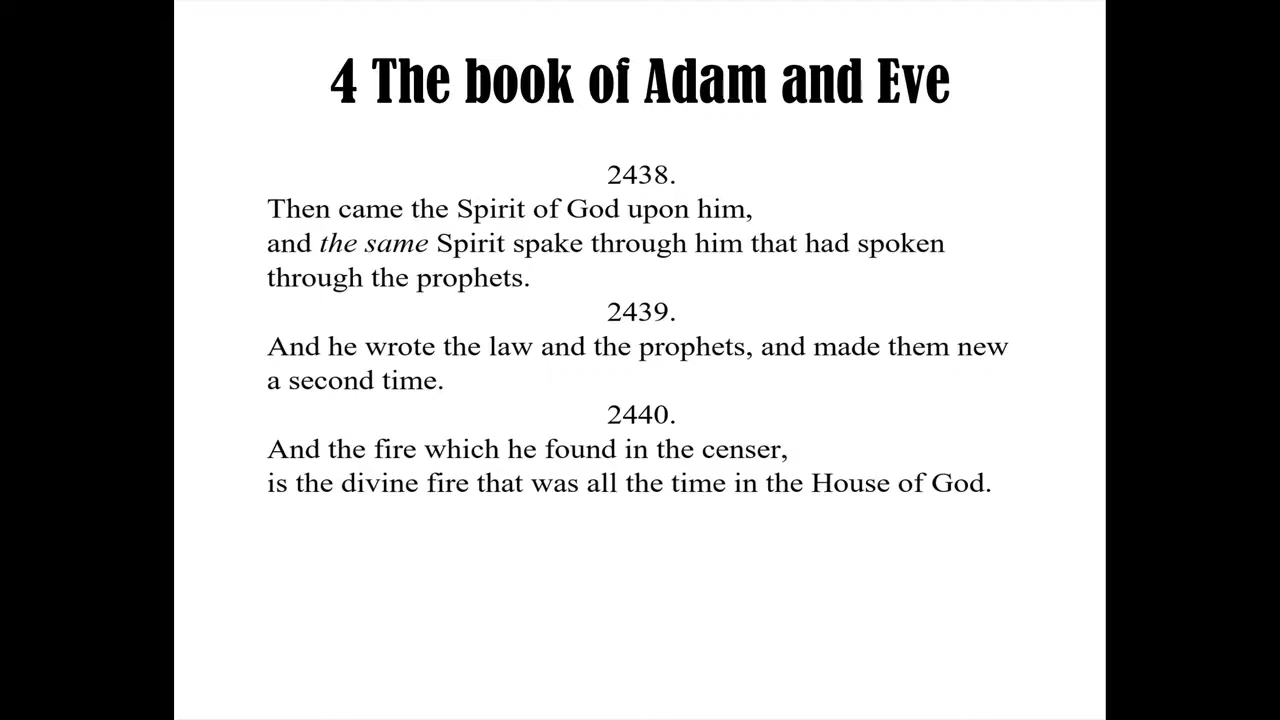 4 The book of Adam and Eve
2438.
Then came the Spirit of God upon him,
and the same Spirit spake through him that had spoken
through the prophets.
2439.
And he wrote the law and the prophets, and made them new
a second time.
2440.
And the fire which he found in the censer,
is the divine fire that was all the time in the House of God.